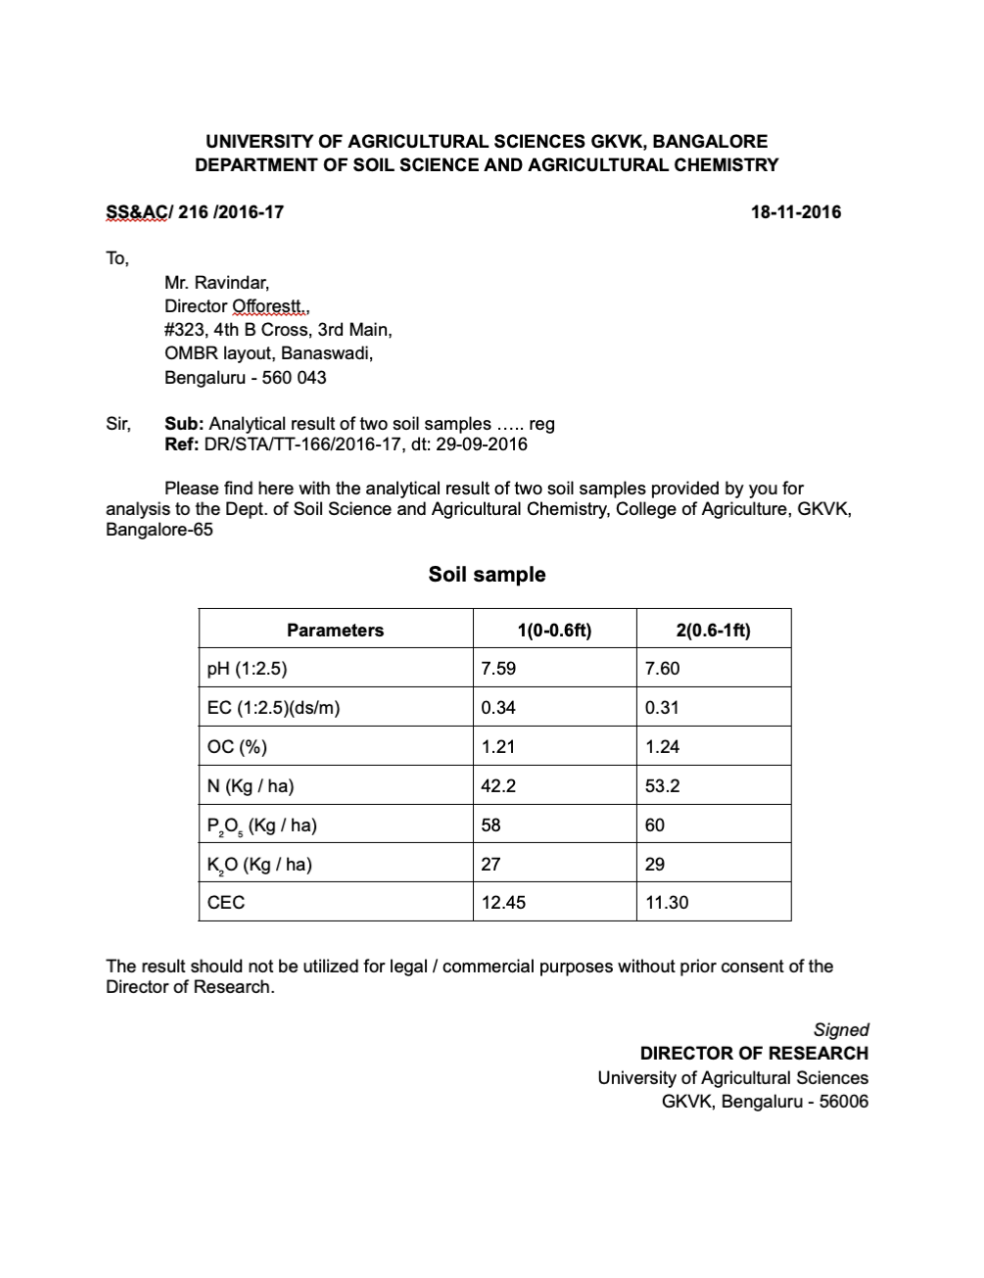 UNIVERSITY OF AGRICULTURAL SCIENCES GKVK, BANGALORE
DEPARTMENT OF SOIL SCIENCE AND AGRICULTURAL CHEMISTRY
SS&AC/ 216 /2016-17 18-11-2016
To,
Mr. Ravindar,
Director Offorestt.,
#323, 4th B Cross, 3rd Main,
OMBR layout, Banaswadi,
Bengaluru - 560 043
Sir, Sub: Analytical result of two soil samples ….. reg
Ref: DR/STA/TT-166/2016-17, dt: 29-09-2016
Please find here with the analytical result of two soil samples provided by you for
analysis to the Dept. of Soil Science and Agricultural Chemistry, College of Agriculture, GKVK,
Bangalore-65
Soil sample
Parameters 1(0-0.6ft) 2(0.6-1ft)
pH (1:2.5) 7.59 7.60
EC (1:2.5)(ds/m) 0.34 0.31
OC (%) 1.21 1.24
N (Kg / ha) 42.2 53.2
P₂O₅ (Kg / ha) 58 60
K₂O (Kg / ha) 27 29
CEC 12.45 11.30
The result should not be utilized for legal / commercial purposes without prior consent of the
Director of Research.
Signed
DIRECTOR OF RESEARCH
University of Agricultural Sciences
GKVK, Bengaluru - 56006